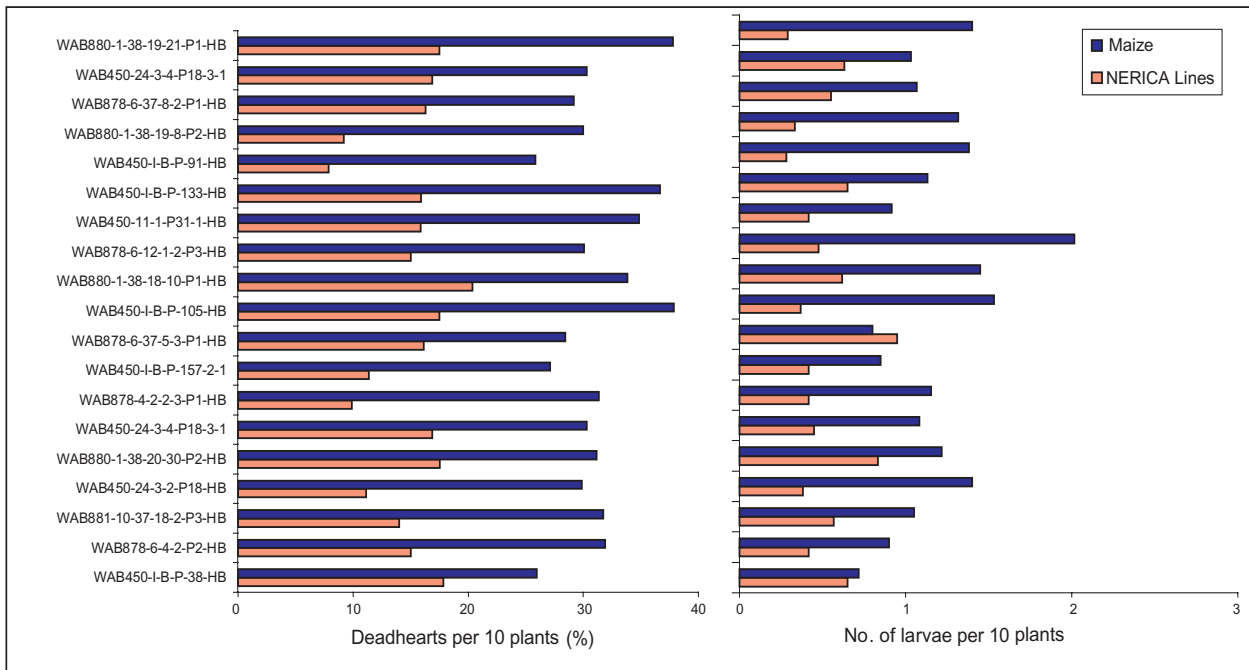 WAB880-1-38-19-21-P1-HB
WAB450-24-3-4-P18-3-1
WAB878-6-37-8-2-P1-HB
WAB880-1-38-19-8-P2-HB
WAB450-I-B-P-91-HB
WAB450-I-B-P-133-HB
WAB450-11-1-P31-1-HB
WAB878-6-12-1-2-P3-HB
WAB880-1-38-18-10-P1-HB
WAB450-I-B-P-105-HB
WAB878-6-37-5-3-P1-HB
WAB450-I-B-P-157-2-1
WAB878-4-2-2-3-P1-HB
WAB450-24-3-4-P18-3-1
WAB880-1-38-20-30-P2-HB
WAB450-24-3-2-P18-HB
WAB881-10-37-18-2-P3-HB
WAB878-6-4-2-P2-HB
WAB450-I-B-P-38-HB
0 10 20 30 40
Deadhearts per 10 plants (%)
Maize
NERICA Lines
0 1 2 3
No. of larvae per 10 plants